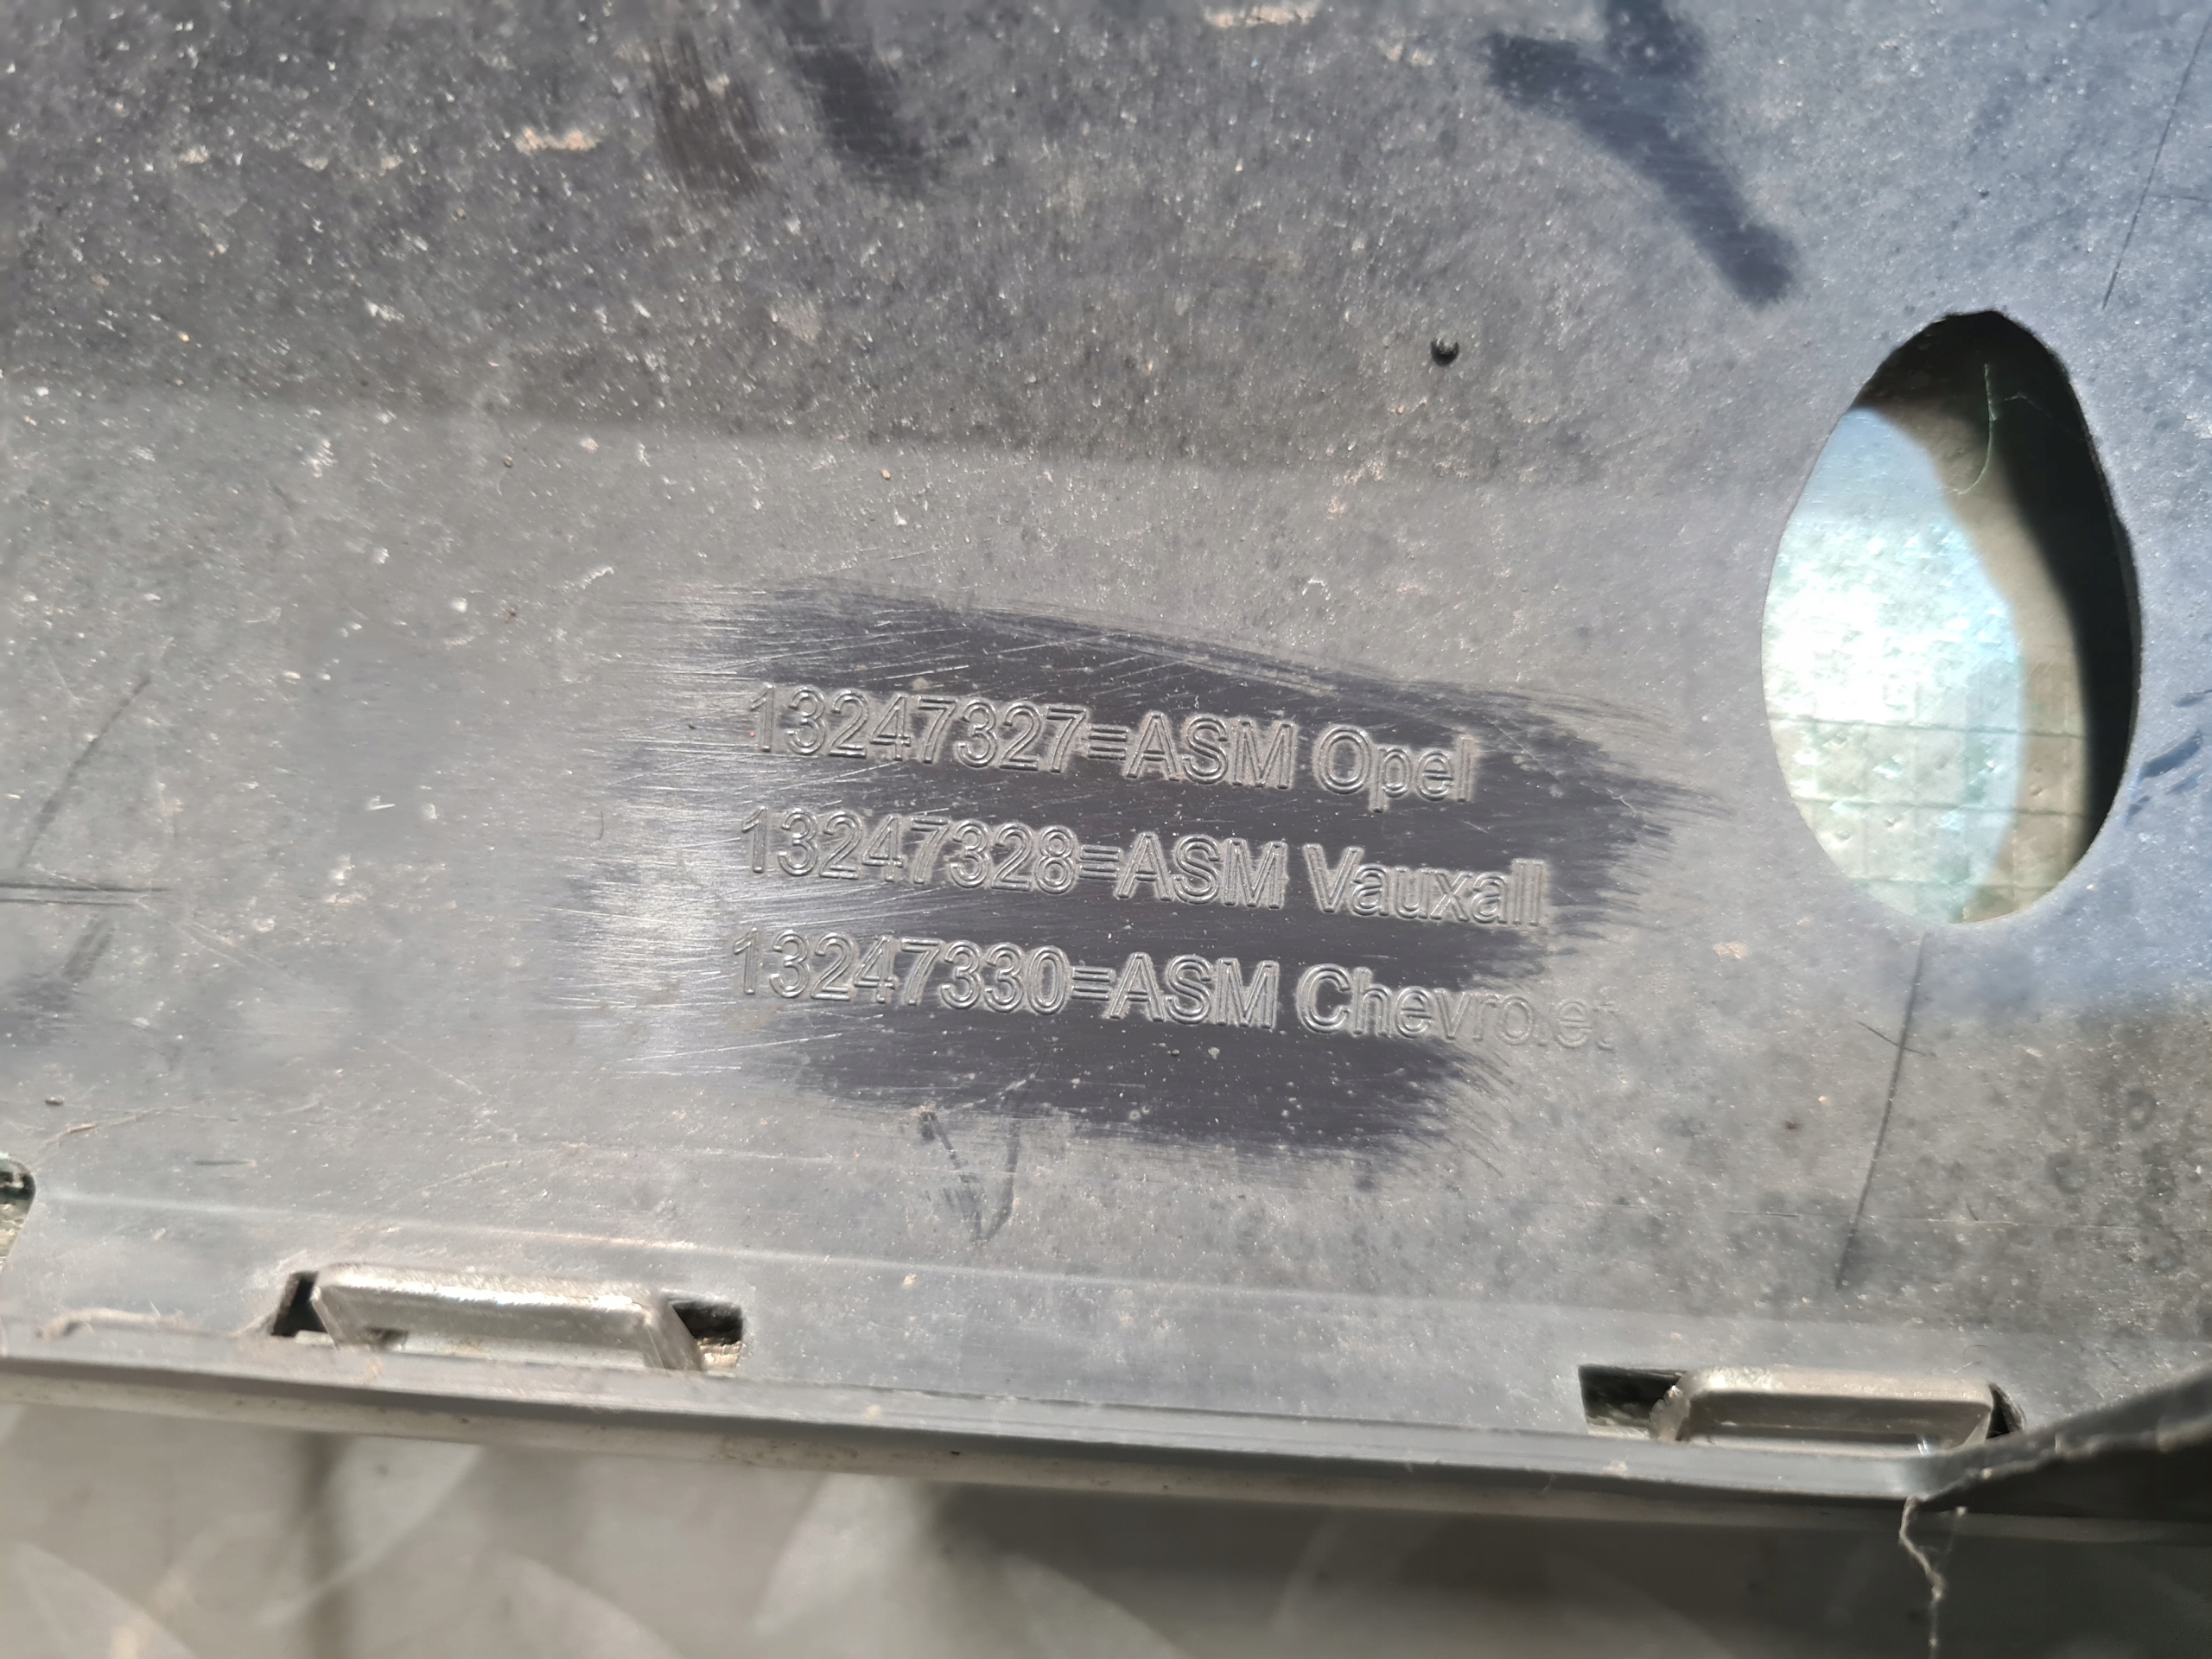 13247327=ASM Opel
13247328=ASM Vauxall
13247330=ASM Chevrolet